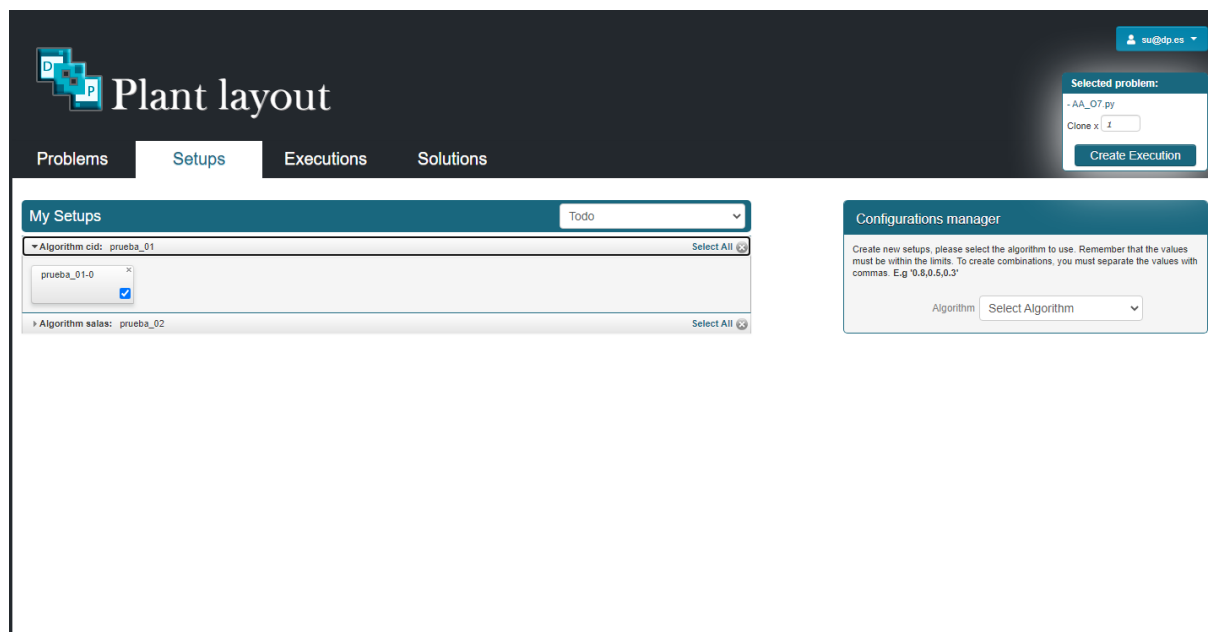 su@dp.es
D
P
Plant layout
Selected problem:
- AA_O7.py
Clone x 1
Create Execution
Problems
Setups
Executions
Solutions
My Setups
Todo
Algorithm cid: prueba_01
Select All
prueba_01-0
Algorithm salas: prueba_02
Select All
Configurations manager
Create new setups, please select the algorithm to use. Remember that the values
must be within the limits. To create combinations, you must separate the values with
commas. E.g '0.8,0.5,0.3'
Algorithm
Select Algorithm